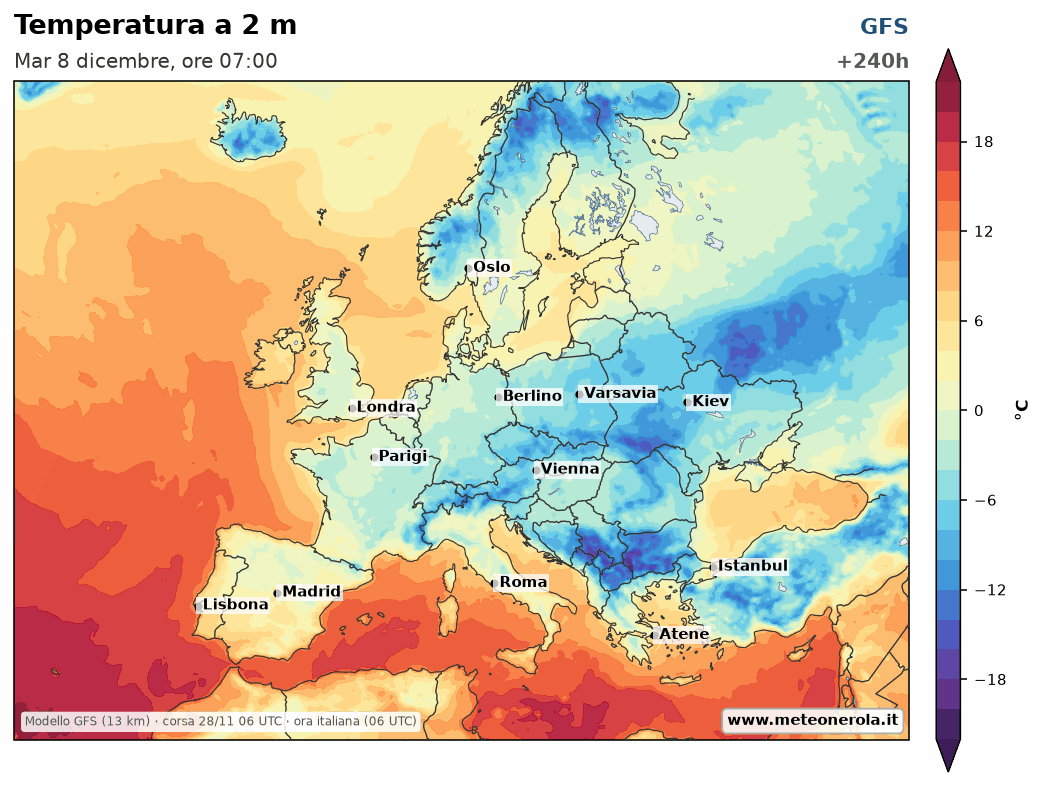 Temperatura a 2 m
GFS
Mar 8 dicembre, ore 07:00
+240h
Oslo
Londra
Berlino
Varsavia
Kiev
Parigi
Vienna
Istanbul
Roma
Madrid
Lisbona
Atene
Modello GFS (13 km) · corsa 28/11 06 UTC · ora italiana (06 UTC)
www.meteonerola.it
18
12
6
0
−6
−12
−18
°C